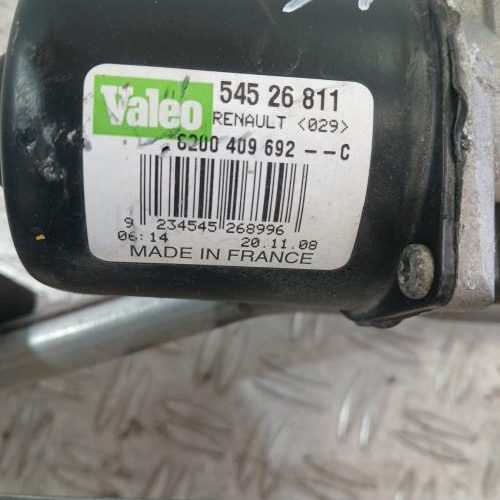 Valeo 545 26 811
RENAULT <029>
8200 409 692 -- C
9 234545 268996
06:14 20.11.08
MADE IN FRANCE